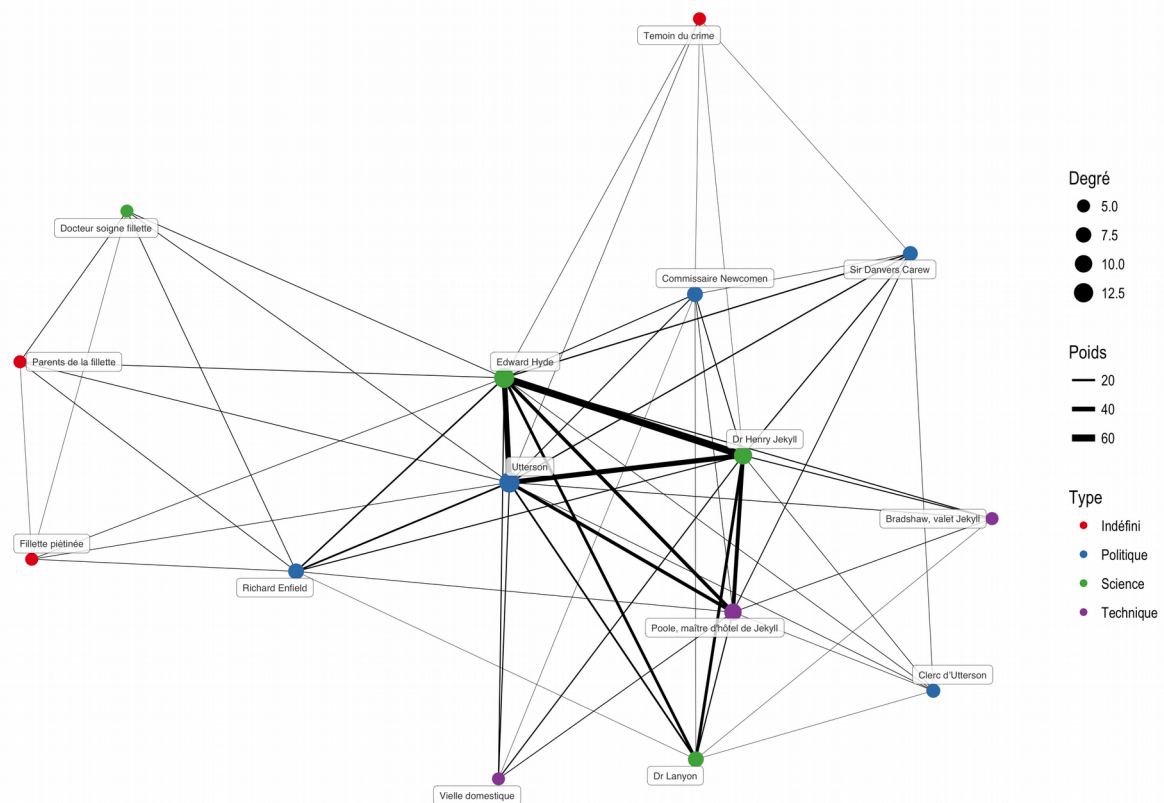 Temoin du crime
Docteur soigne fillette
Sir Danvers Carew
Commissaire Newcomen
Parents de la fillette
Edward Hyde
Dr Henry Jekyll
Utterson
Bradshaw, valet Jekyll
Fillette piétinée
Richard Enfield
Poole, maître d'hôtel de Jekyll
Clerc d'Utterson
Dr Lanyon
Vielle domestique
Degré
5.0
7.5
10.0
12.5
Poids
20
40
60
Type
Indéfini
Politique
Science
Technique